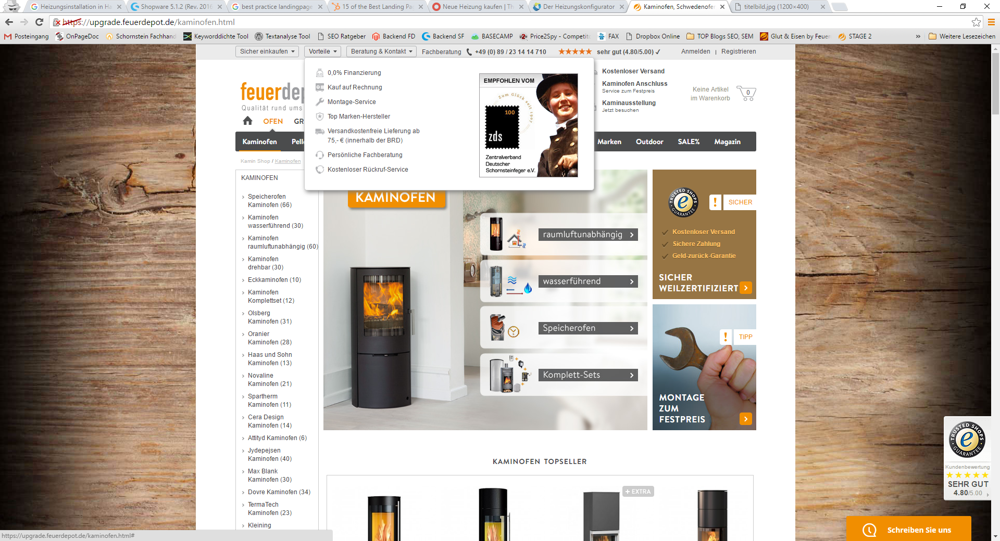 Heizungsinstallation in Ha
Shopware 5.1.2 (Rev. 2016
best practice landingpage
15 of the Best Landing Pa
Neue Heizung kaufen | Th
Der Heizungskonfigurator
Kaminofen, Schwedenofen
titelbild.jpg (1200×400)
https://upgrade.feuerdepot.de/kaminofen.html
Posteingang
OnPageDoc
Schornstein Fachhand
Keyworddichte Tool
Textanalyse Tool
SEO Ratgeber
Backend FD
Backend SF
BASECAMP
Price2Spy - Competito
FAX
Dropbox Online
TOP Blogs SEO, SEM
Glut & Eisen by Feuer
STAGE 2
»
Weitere Lesezeichen
Sicher einkaufen
Vorteile
Beratung & Kontakt
Fachberatung
+49 (0) 89 / 23 14 14 710
sehr gut (4.80/5.00) ✓
Anmelden | Registrieren
0,0% Finanzierung
Kauf auf Rechnung
Montage-Service
Top Marken-Hersteller
Versandkostenfreie Lieferung ab
75,- € (innerhalb der BRD)
Persönliche Fachberatung
Kostenloser Rückruf-Service
EMPFOHLEN VOM
Zum Glück seit 1907
100
zds
Zentralverband
Deutscher
Schornsteinfeger e.V.
Kostenloser Versand
Kaminofen Anschluss
Service zum Festpreis
Kaminausstellung
Jetzt besuchen
Keine Artikel
im Warenkorb
0
feuerdep
Qualität rund ums
OFEN
GR
Kaminofen
Pelle
Marken
Outdoor
SALE%
Magazin
Kamin Shop / Kaminofen
KAMINOFEN
Speicherofen
Kaminofen (66)
Kaminofen
wasserführend (30)
Kaminofen
raumluftunabhängig (60)
Kaminofen
drehbar (30)
Eckkaminofen (10)
Kaminofen
Komplettset (12)
Olsberg
Kaminofen (31)
Oranier
Kaminofen (28)
Haas und Sohn
Kaminofen (13)
Novaline
Kaminofen (21)
Spartherm
Kaminofen (11)
Cera Design
Kaminofen (14)
Attityd Kaminofen (6)
Jydepejsen
Kaminofen (40)
Max Blank
Kaminofen (30)
Dovre Kaminofen (34)
TermaTech
Kaminofen (23)
Kleining
KAMINOFEN
raumluftunabhängig
wasserführend
Speicherofen
Komplett-Sets
TRUSTED SHOPS
e
GUARANTEE
! SICHER
Kostenloser Versand
Sichere Zahlung
Geld-zurück-Garantie
SICHER
WEILZERTIFIZIERT
! TIPP
MONTAGE
ZUM
FESTPREIS
KAMINOFEN TOPSELLER
+ EXTRA
TRUSTED SHOPS
e
GUARANTEE
Kundenbewertung
SEHR GUT
4.80/5.00
Schreiben Sie uns
https://upgrade.feuerdepot.de/kaminofen.html#